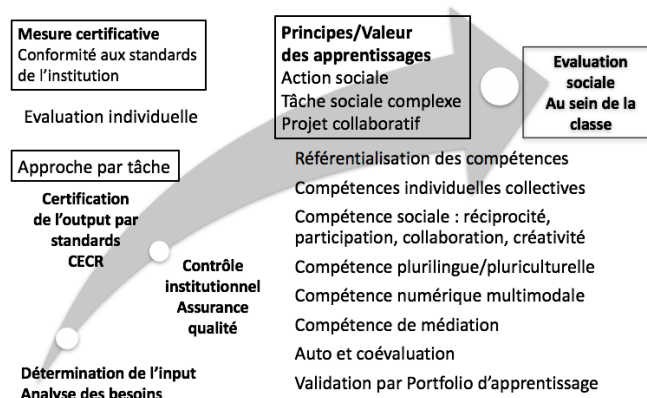 Mesure certificative
Conformité aux standards
de l'institution
Evaluation individuelle
Approche par tâche
Certification
de l'output par
standards
CECR
Contrôle
institutionnel
Assurance
qualité
Détermination de l'input
Analyse des besoins
Principes/Valeur
des apprentissages
Action sociale
Tâche sociale complexe
Projet collaboratif
Evaluation
sociale
Au sein de la
classe
Référentialisation des compétences
Compétences individuelles collectives
Compétence sociale : réciprocité,
participation, collaboration, créativité
Compétence plurilingue/pluriculturelle
Compétence numérique multimodale
Compétence de médiation
Auto et coévaluation
Validation par Portfolio d'apprentissage